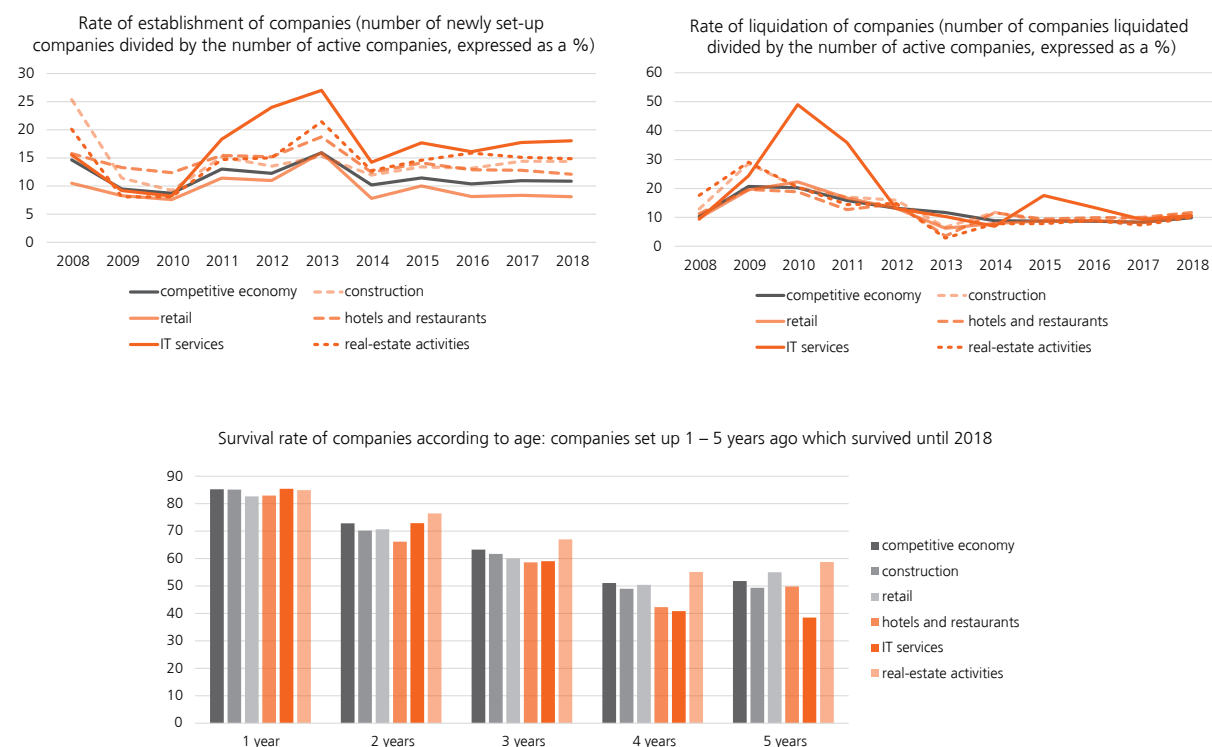 Rate of establishment of companies (number of newly set-up
companies divided by the number of active companies, expressed as a %)
30
25
20
15
10
5
0
2008 2009 2010 2011 2012 2013 2014 2015 2016 2017 2018
competitive economy construction
retail hotels and restaurants
IT services real-estate activities
Rate of liquidation of companies (number of companies liquidated
divided by the number of active companies, expressed as a %)
60
50
40
30
20
10
0
2008 2009 2010 2011 2012 2013 2014 2015 2016 2017 2018
competitive economy construction
retail hotels and restaurants
IT services real-estate activities
Survival rate of companies according to age: companies set up 1 – 5 years ago which survived until 2018
90
80
70
60
50
40
30
20
10
0
1 year 2 years 3 years 4 years 5 years
competitive economy
construction
retail
hotels and restaurants
IT services
real-estate activities